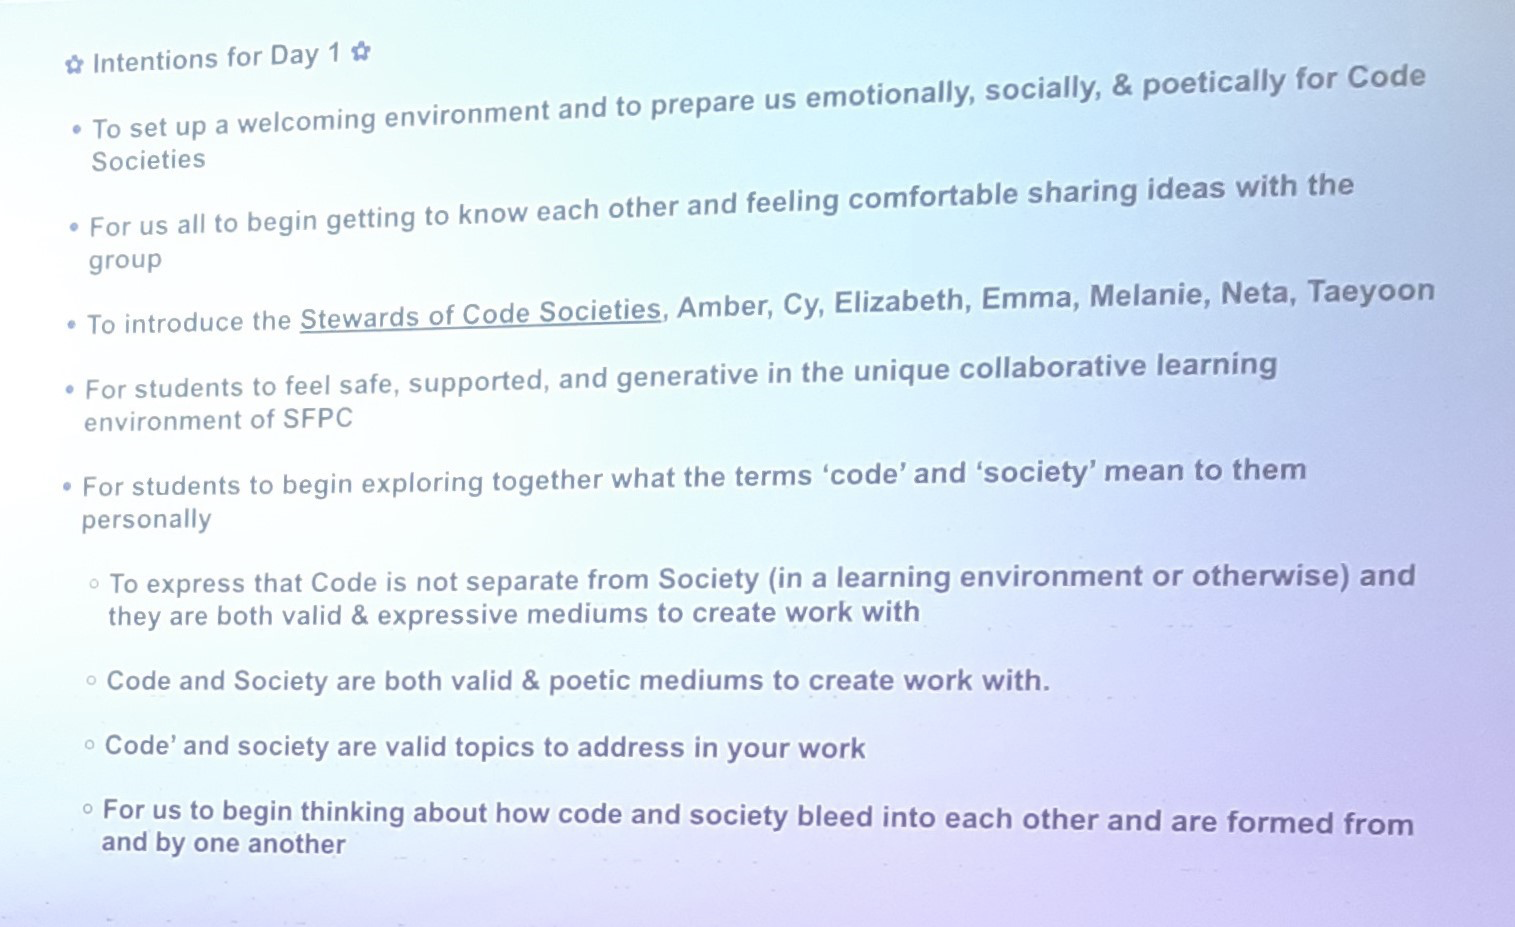 ✿ Intentions for Day 1 ✿
• To set up a welcoming environment and to prepare us emotionally, socially, & poetically for Code
Societies
• For us all to begin getting to know each other and feeling comfortable sharing ideas with the
group
• To introduce the Stewards of Code Societies, Amber, Cy, Elizabeth, Emma, Melanie, Neta, Taeyoon
• For students to feel safe, supported, and generative in the unique collaborative learning
environment of SFPC
• For students to begin exploring together what the terms ‘code’ and ‘society’ mean to them
personally
◦ To express that Code is not separate from Society (in a learning environment or otherwise) and
they are both valid & expressive mediums to create work with
◦ Code and Society are both valid & poetic mediums to create work with.
◦ Code’ and society are valid topics to address in your work
◦ For us to begin thinking about how code and society bleed into each other and are formed from
and by one another